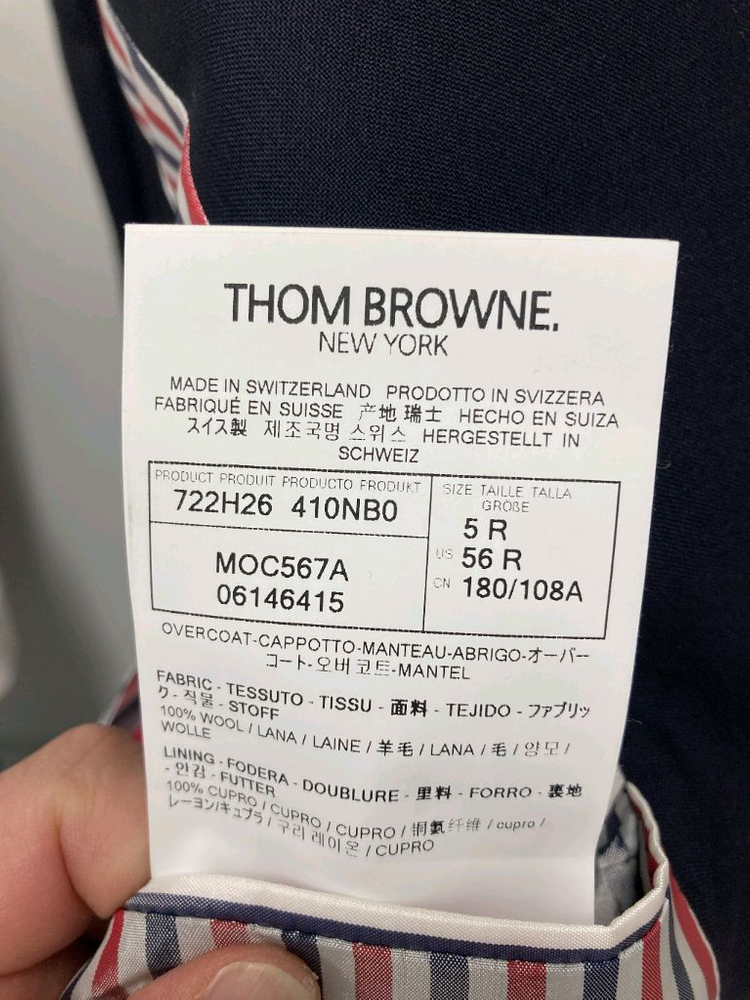 THOM BROWNE.
NEW YORK
MADE IN SWITZERLAND PRODOTTO IN SVIZZERA
FABRIQUÉ EN SUISSE 产地 瑞士 HECHO EN SUIZA
スイス製 제조국명 스위스 HERGESTELLT IN
SCHWEIZ
PRODUCT PRODUIT PRODUCTO PRODUKT
722H26 410NB0
MOC567A
06146415
SIZE TAILLE TALLA
GRÖßE
5 R
US 56 R
CN 180/108A
OVERCOAT-CAPPOTTO-MANTEAU-ABRIGO-オーバー
コート-오버 코트-MANTEL
FABRIC - TESSUTO - TISSU - 面料 - TEJIDO - ファブリッ
ク - 직물 - STOFF
100% WOOL / LANA / LAINE / 羊毛 / LANA / 毛 / 양모 /
WOLLE
LINING - FODERA - DOUBLURE - 里料 - FORRO - 裏地
- 안감 - FUTTER
100% CUPRO / CUPRO / CUPRO / 铜氨纤维 / cupro /
レーヨン/キュプラ / 구리 레이온 / CUPRO